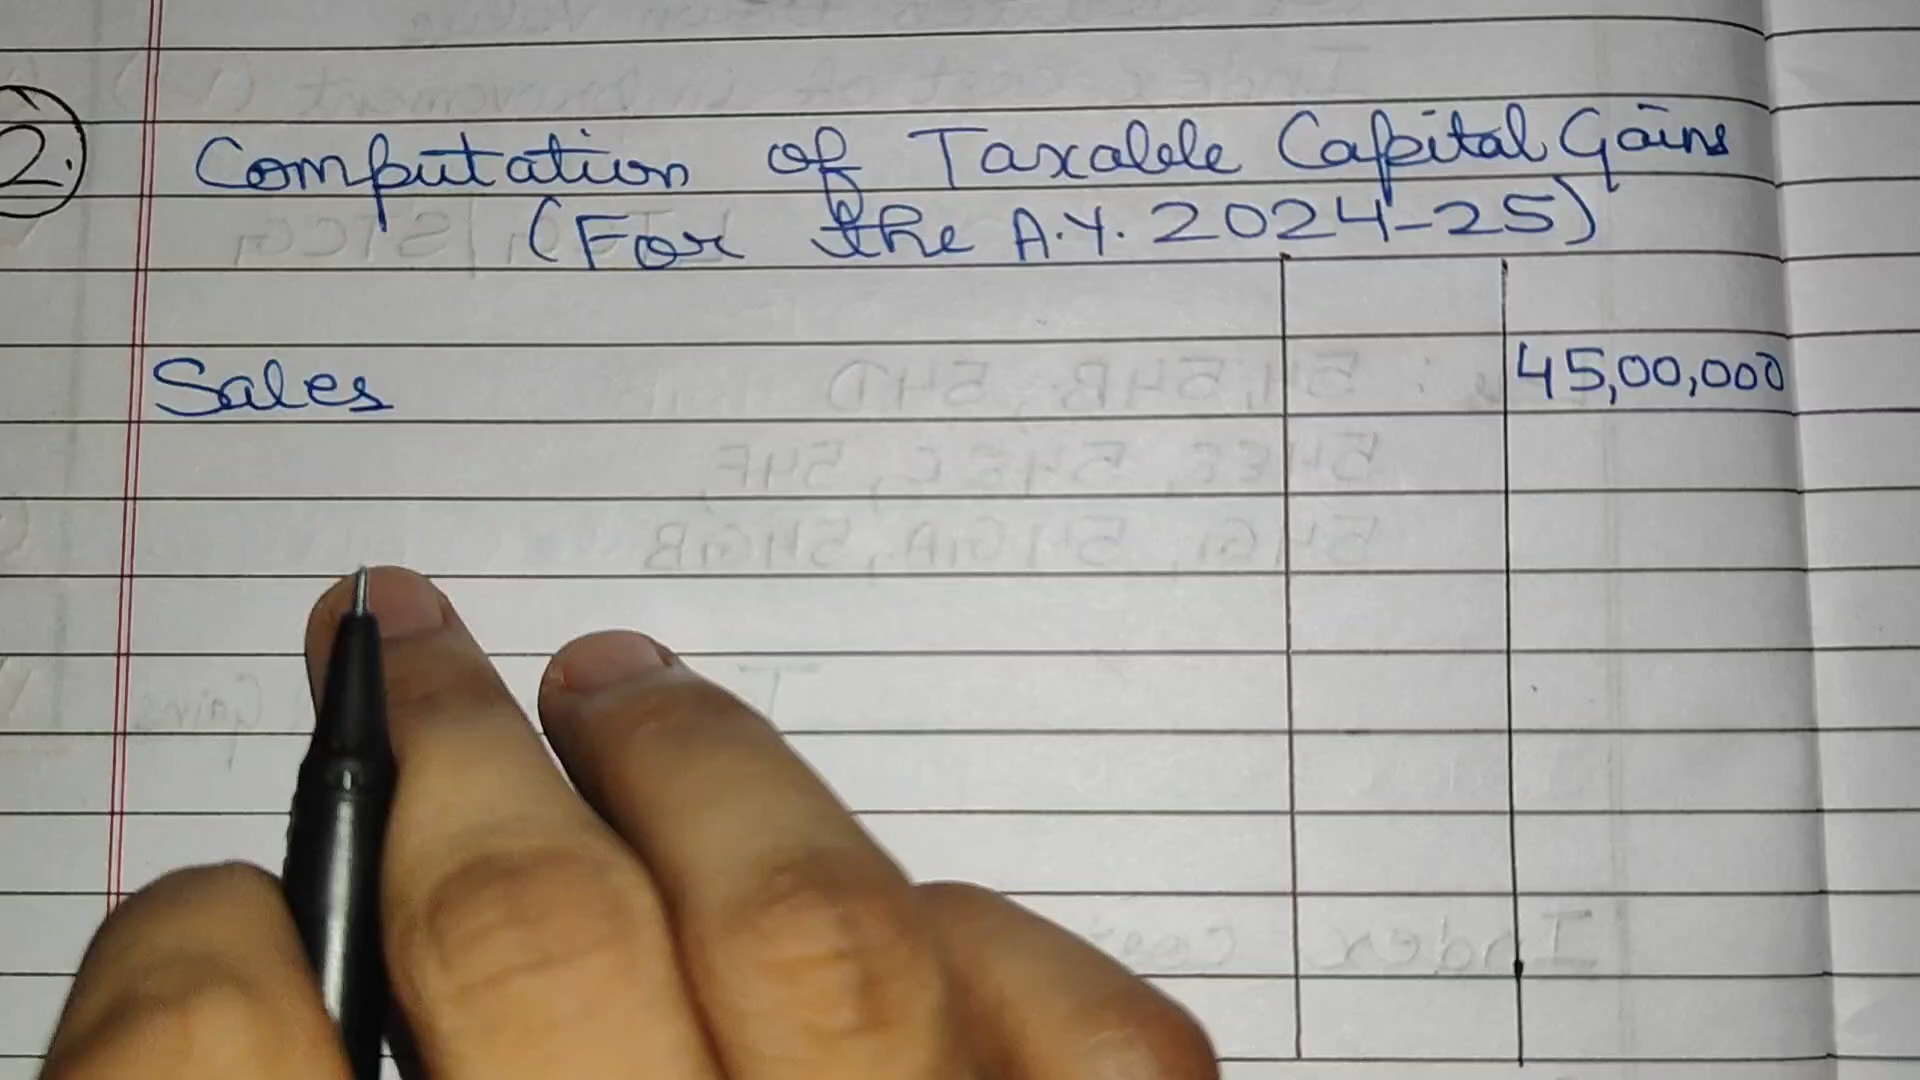 2. Computation of Taxable Capital Gains
(For the A.Y. 2024-25)
Sales 45,00,000